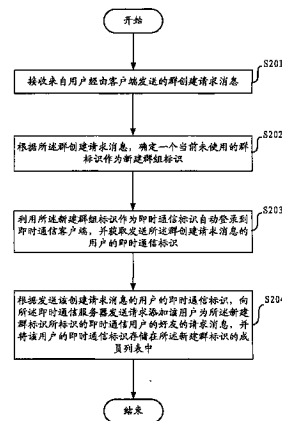 开始
S201
接收来自用户经由客户端发送的群创建请求消息
S202
根据所述群创建请求消息，确定一个当前未使用的群
标识作为新建群组标识
S203
利用所述新建群组标识作为即时通信标识自动登录到
即时通信客户端，并获取发送所述群创建请求消息的
用户的即时通信标识
S204
根据发送该创建请求消息的用户的即时通信标识，向
所述即时通信服务器发送请求添加该用户为所述新建
群标识所标识的即时通信用户的好友的请求消息，并
将该用户的即时通信标识存储在所述新建群标识的成
员列表中
结束